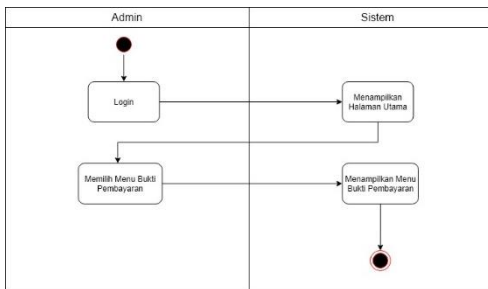 Admin
Sistem
Login
Menampilkan
Halaman Utama
Memilih Menu Bukti
Pembayaran
Menampilkan Menu
Bukti Pembayaran